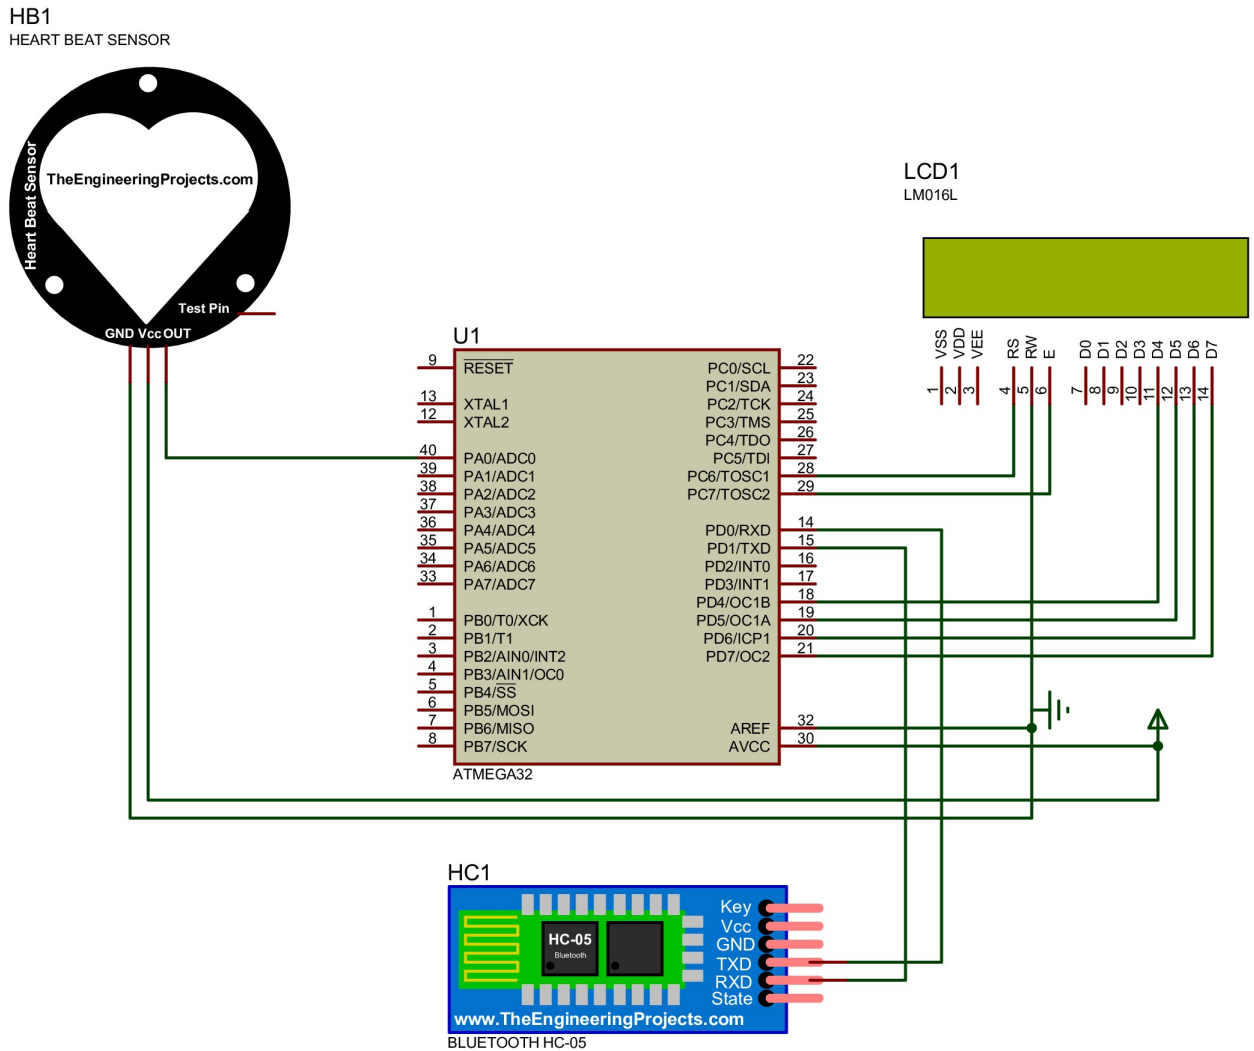 HB1
HEART BEAT SENSOR
Heart Beat Sensor
TheEngineeringProjects.com
Test Pin
GND Vcc OUT
LCD1
LM016L
VSS VDD VEE RS RW E D0 D1 D2 D3 D4 D5 D6 D7
1 2 3 4 5 6 7 8 9 10 11 12 13 14
U1
9 RESET
13 XTAL1
12 XTAL2
40 PA0/ADC0
39 PA1/ADC1
38 PA2/ADC2
37 PA3/ADC3
36 PA4/ADC4
35 PA5/ADC5
34 PA6/ADC6
33 PA7/ADC7
1 PB0/T0/XCK
2 PB1/T1
3 PB2/AIN0/INT2
4 PB3/AIN1/OC0
5 PB4/SS
6 PB5/MOSI
7 PB6/MISO
8 PB7/SCK
PC0/SCL 22
PC1/SDA 23
PC2/TCK 24
PC3/TMS 25
PC4/TDO 26
PC5/TDI 27
PC6/TOSC1 28
PC7/TOSC2 29
PD0/RXD 14
PD1/TXD 15
PD2/INT0 16
PD3/INT1 17
PD4/OC1B 18
PD5/OC1A 19
PD6/ICP1 20
PD7/OC2 21
AREF 32
AVCC 30
ATMEGA32
HC1
HC-05
Bluetooth
Key
Vcc
GND
TXD
RXD
State
www.TheEngineeringProjects.com
BLUETOOTH HC-05